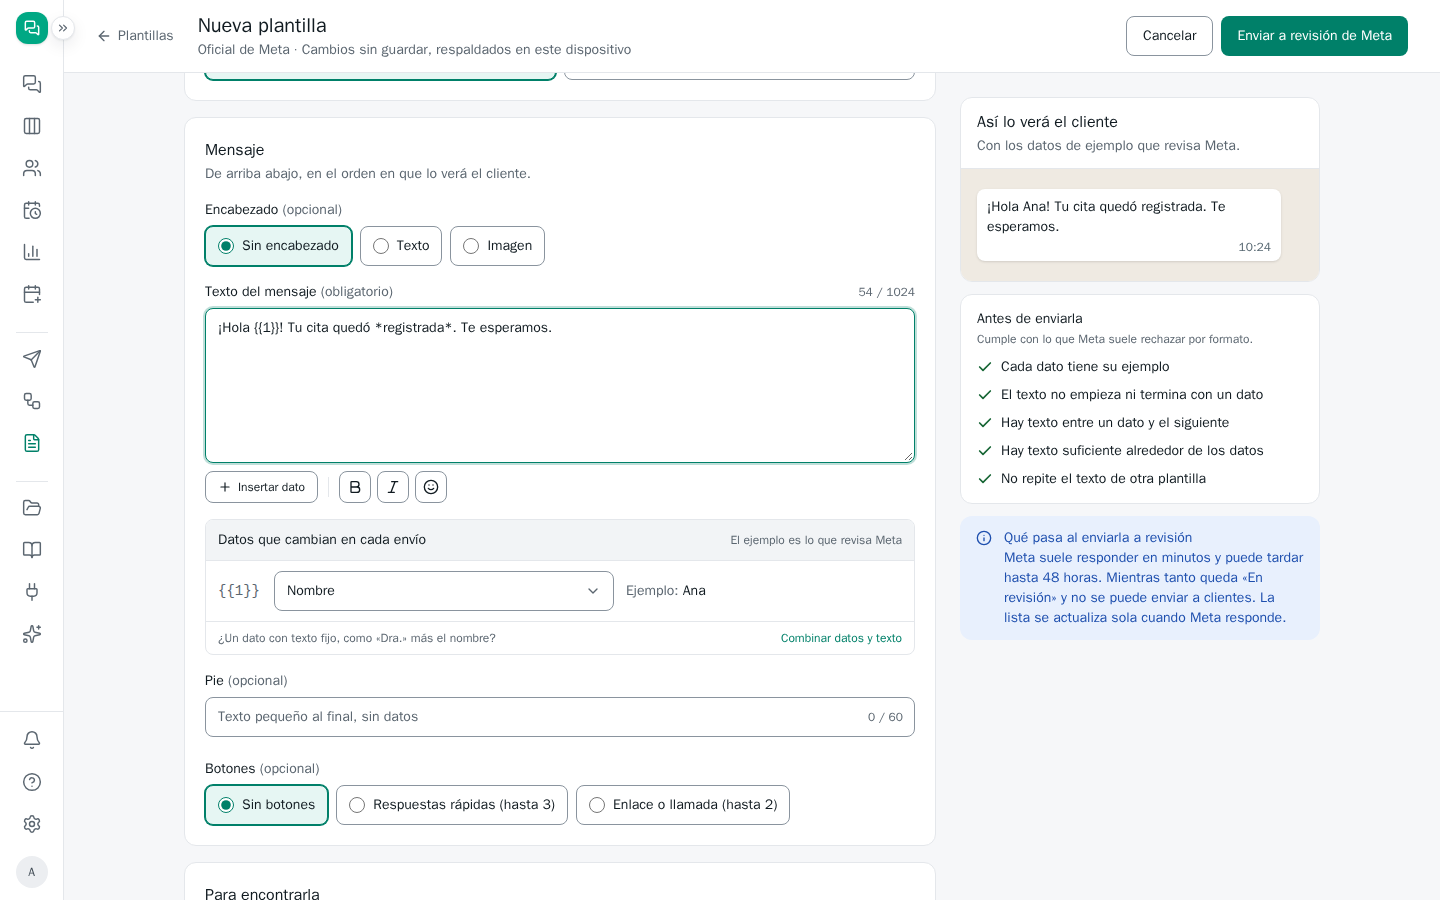 Plantillas
Nueva plantilla
Oficial de Meta · Cambios sin guardar, respaldados en este dispositivo
Cancelar
Enviar a revisión de Meta
Mensaje
De arriba abajo, en el orden en que lo verá el cliente.
Encabezado (opcional)
Sin encabezado
Texto
Imagen
Texto del mensaje (obligatorio)
54 / 1024
¡Hola {{1}}! Tu cita quedó *registrada*. Te esperamos.
Insertar dato
B
I
Datos que cambian en cada envío
El ejemplo es lo que revisa Meta
{{1}}
Nombre
Ejemplo: Ana
¿Un dato con texto fijo, como «Dra.» más el nombre?
Combinar datos y texto
Pie (opcional)
Texto pequeño al final, sin datos
0 / 60
Botones (opcional)
Sin botones
Respuestas rápidas (hasta 3)
Enlace o llamada (hasta 2)
Para encontrarla
Así lo verá el cliente
Con los datos de ejemplo que revisa Meta.
¡Hola Ana! Tu cita quedó registrada. Te
esperamos.
10:24
Antes de enviarla
Cumple con lo que Meta suele rechazar por formato.
Cada dato tiene su ejemplo
El texto no empieza ni termina con un dato
Hay texto entre un dato y el siguiente
Hay texto suficiente alrededor de los datos
No repite el texto de otra plantilla
Qué pasa al enviarla a revisión
Meta suele responder en minutos y puede tardar
hasta 48 horas. Mientras tanto queda «En
revisión» y no se puede enviar a clientes. La
lista se actualiza sola cuando Meta responde.
A